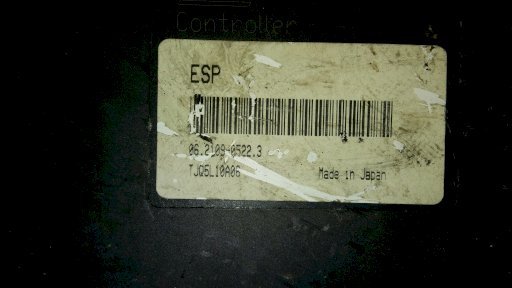 Controller
ESP
06.2109-0522.3
TJQ5L10A06
Made in Japan